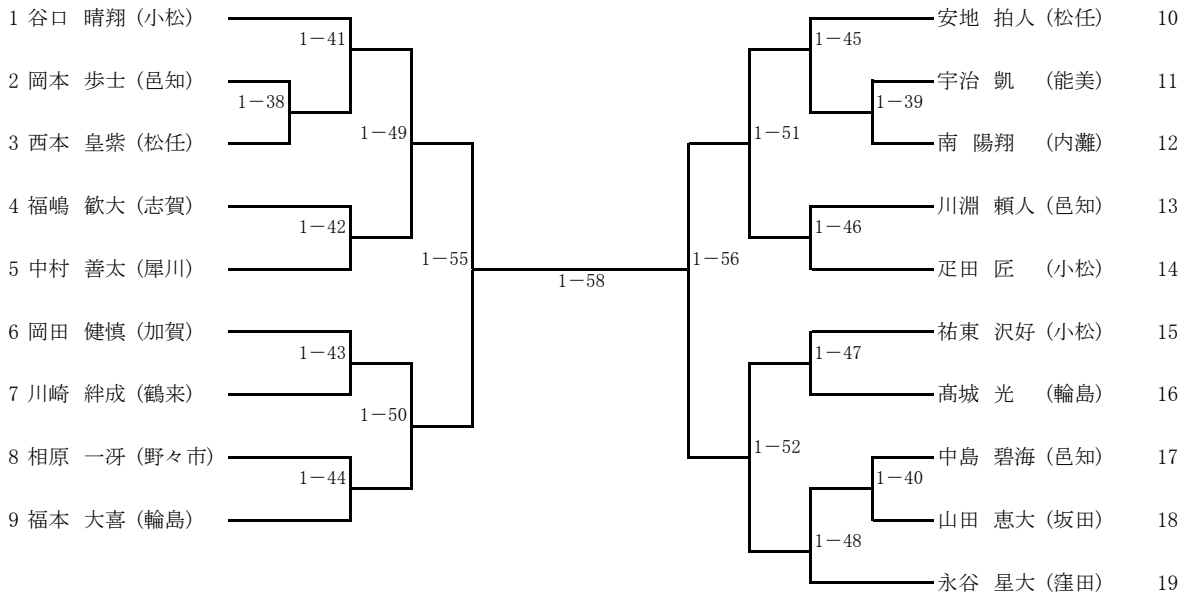 1 谷口 晴翔 (小松)
安地 拍人 (松任) 10
1-41
1-45
2 岡本 歩士 (邑知)
宇治 凱 (能美) 11
1-38
1-39
1-49
1-51
3 西本 皇紫 (松任)
南 陽翔 (内灘) 12
4 福嶋 歓大 (志賀)
川淵 頼人 (邑知) 13
1-42
1-46
1-55
1-56
5 中村 善太 (犀川)
疋田 匠 (小松) 14
1-58
6 岡田 健慎 (加賀)
祐東 沢好 (小松) 15
1-43
1-47
7 川崎 絆成 (鶴来)
髙城 光 (輪島) 16
1-50
1-52
8 相原 一冴 (野々市)
中島 碧海 (邑知) 17
1-44
1-40
9 福本 大喜 (輪島)
山田 恵大 (坂田) 18
1-48
永谷 星大 (窪田) 19